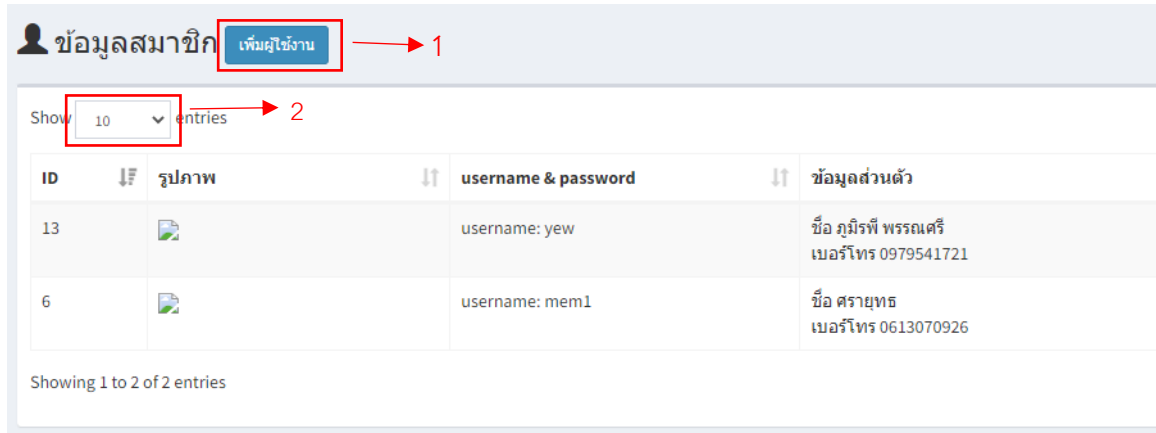 ข้อมูลสมาชิก เพิ่มผู้ใช้งาน 1
Show 10 entries 2
ID รูปภาพ username & password ข้อมูลส่วนตัว
13 username: yew ชื่อ ภูมิรพี พรรณศรี
เบอร์โทร 0979541721
6 username: mem1 ชื่อ ศรายุทธ
เบอร์โทร 0613070926
Showing 1 to 2 of 2 entries